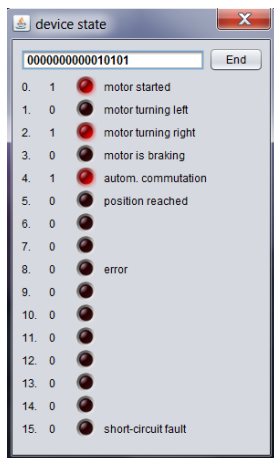 device state
0000000000010101 End
0. 1 motor started
1. 0 motor turning left
2. 1 motor turning right
3. 0 motor is braking
4. 1 autom. commutation
5. 0 position reached
6. 0
7. 0
8. 0 error
9. 0
10. 0
11. 0
12. 0
13. 0
14. 0
15. 0 short-circuit fault